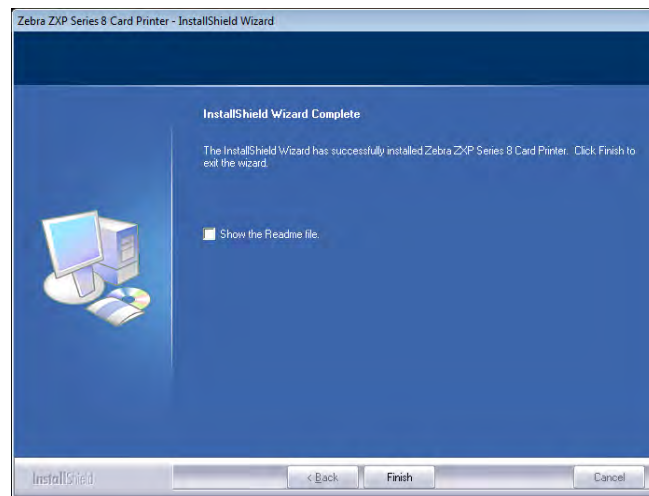 Zebra ZXP Series 8 Card Printer - InstallShield Wizard
InstallShield Wizard Complete
The InstallShield Wizard has successfully installed Zebra ZXP Series 8 Card Printer. Click Finish to
exit the wizard.
Show the Readme file.
InstallShield
< Back
Finish
Cancel